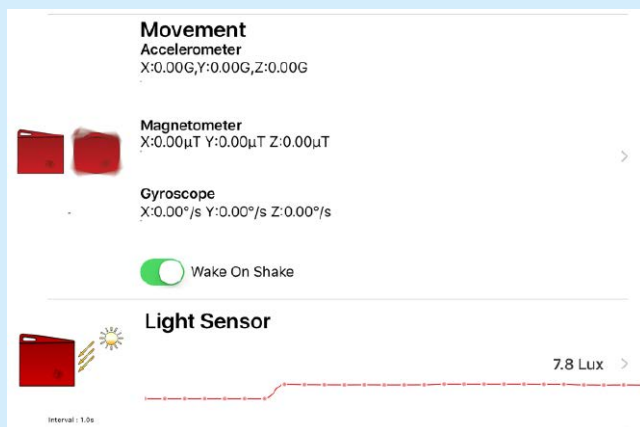 Movement
Accelerometer
X:0.00G,Y:0.00G,Z:0.00G
Magnetometer
X:0.00µT Y:0.00µT Z:0.00µT
Gyroscope
X:0.00°/s Y:0.00°/s Z:0.00°/s
Wake On Shake
Light Sensor
7.8 Lux
Interval : 1.0s